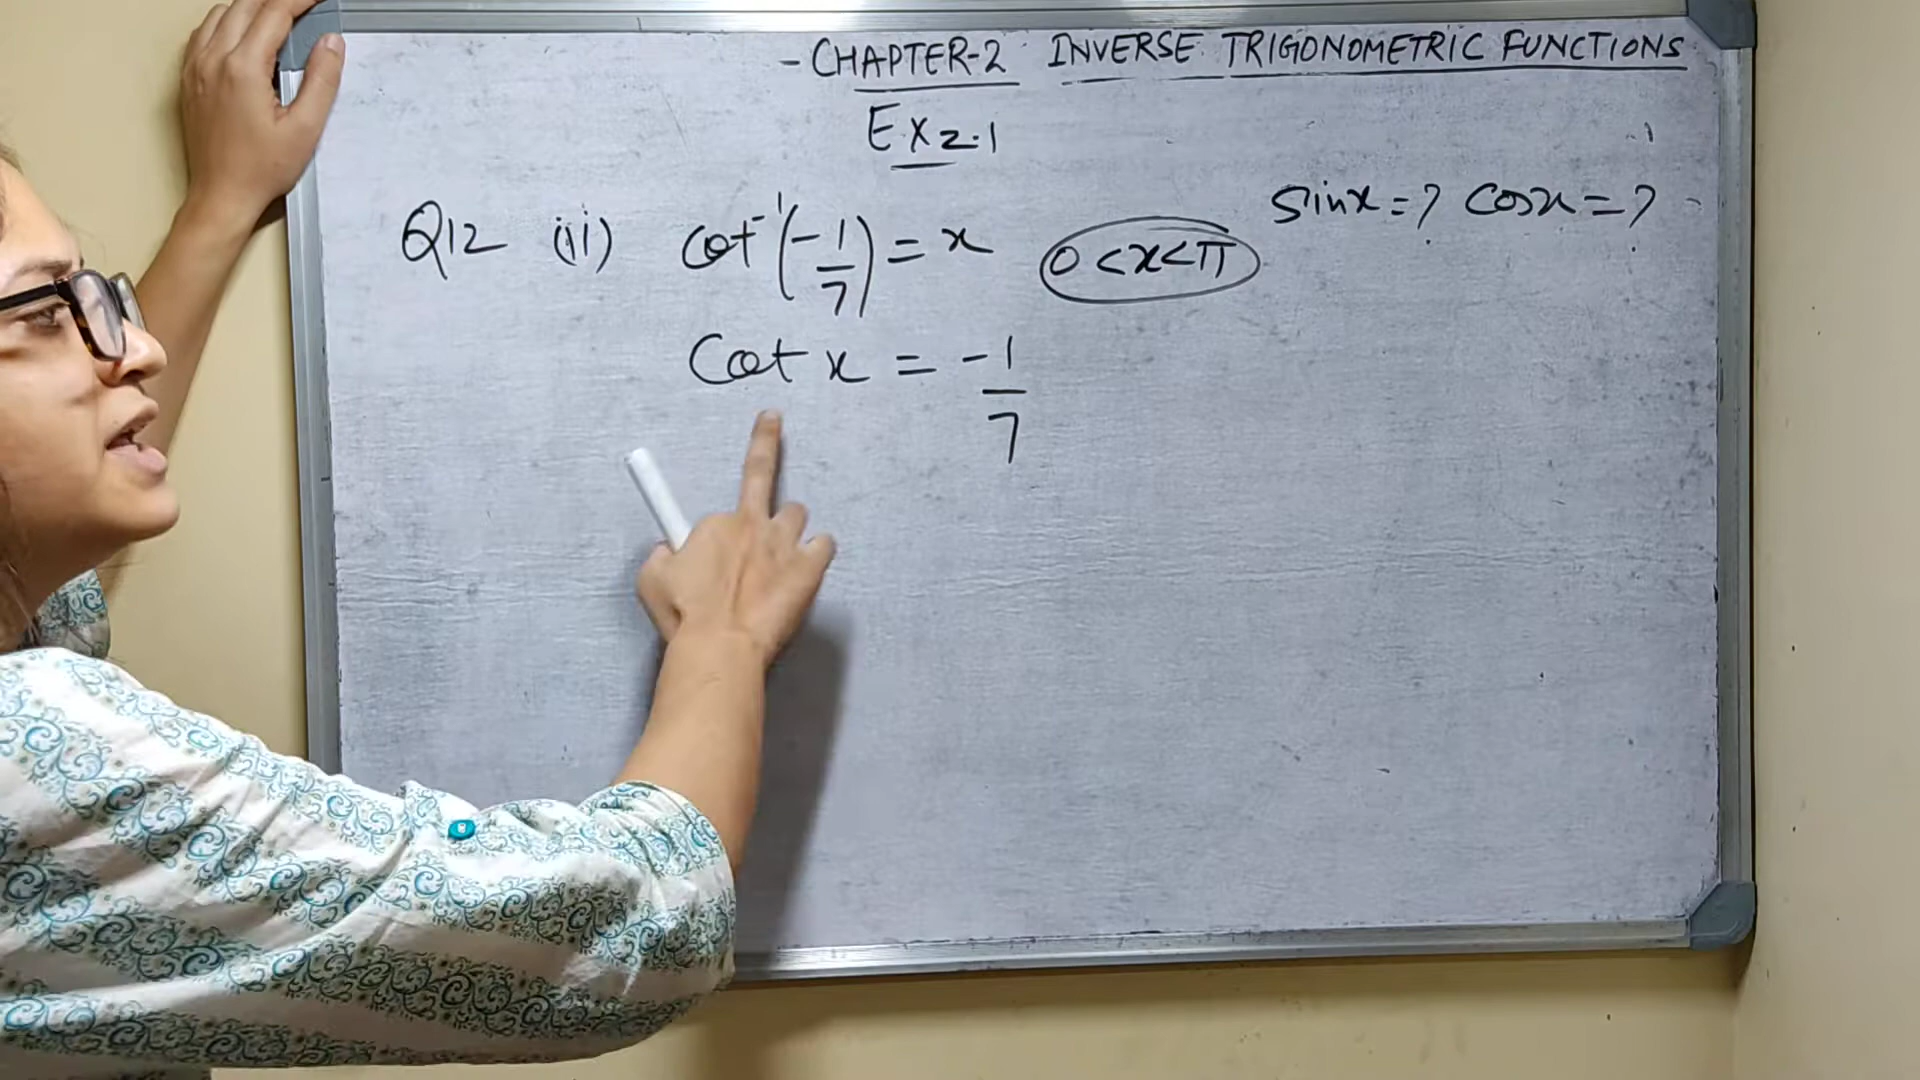 - CHAPTER-2 INVERSE TRIGONOMETRIC FUNCTIONS
Ex 2.1
Q12 (ii) cot⁻¹(-1/7) = x 0 < x < π sinx = ? cosx = ?
Cot x = -1/7